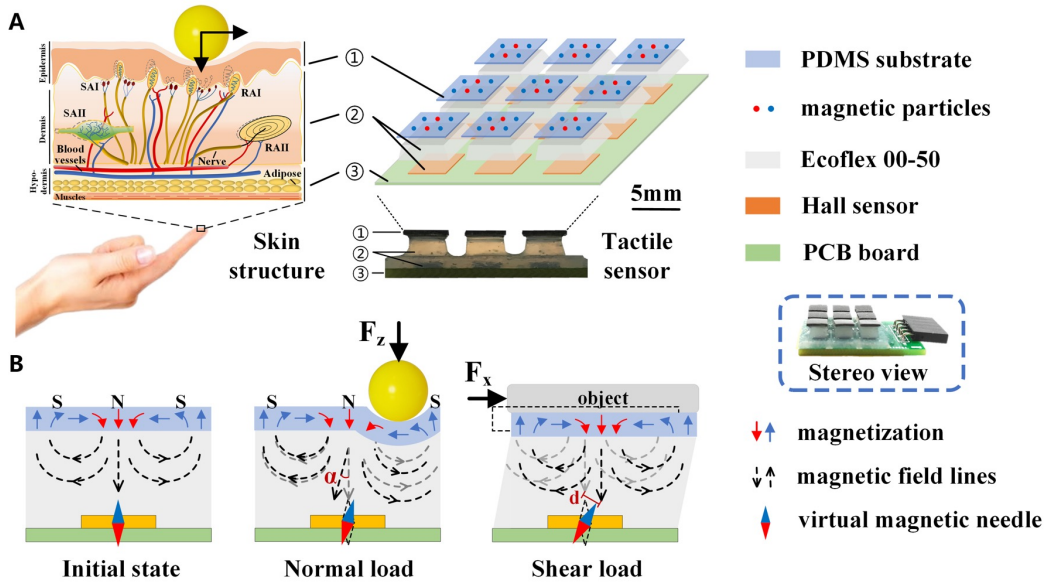 A
Epidermis
Dermis
Hypo-
dermis
SAI
RAI
SAII
RAII
Blood
vessels
Nerve
Adipose
Muscles
①
②
③
Skin
structure
5mm
①
②
③
Tactile
sensor
PDMS substrate
magnetic particles
Ecoflex 00-50
Hall sensor
PCB board
Stereo view
B
S N S
Initial state
Fz
S N S
α
Normal load
Fx
object
d
Shear load
magnetization
magnetic field lines
virtual magnetic needle